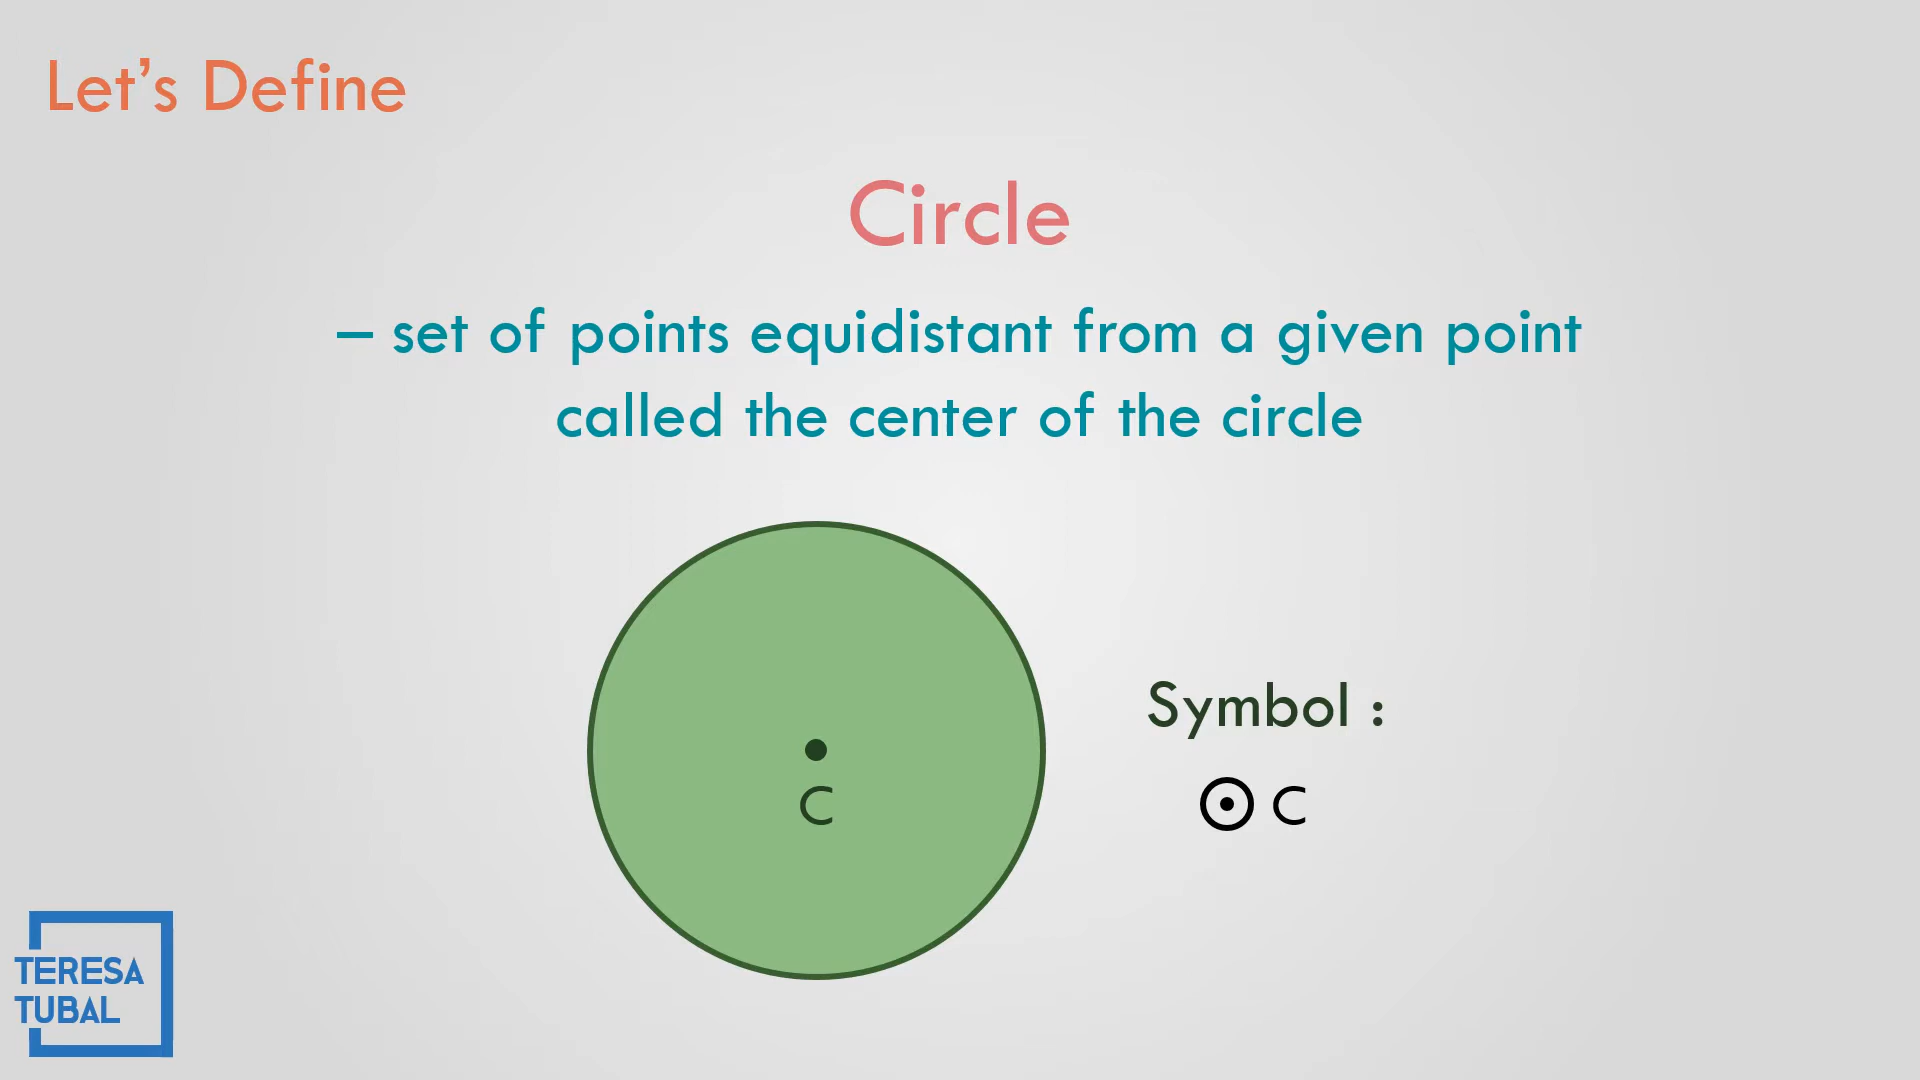 Let's Define
Circle
– set of points equidistant from a given point
called the center of the circle
C
Symbol :
⊙ C
TERESA
TUBAL